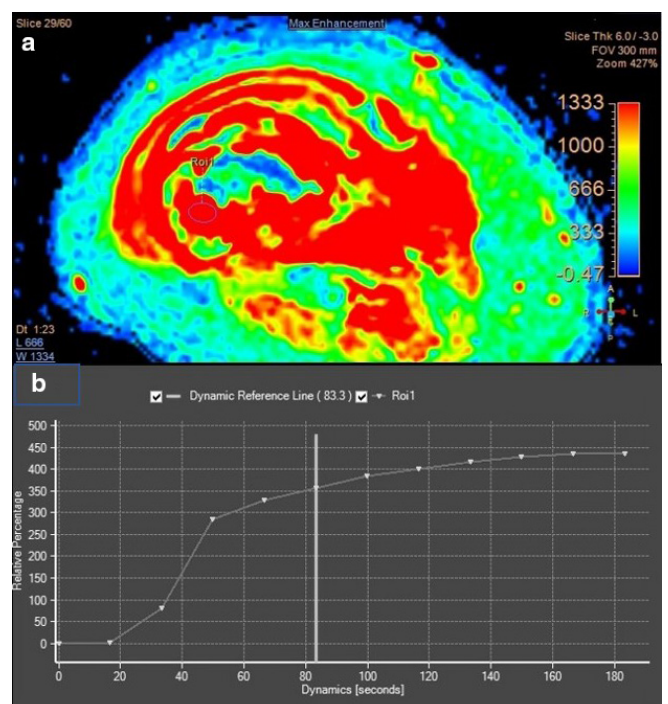 Slice 29/60
Max Enhancement
Slice Thk 6.0/ -3.0
FOV 300 mm
Zoom 427%
a
1333
1000
666
333
-0.47
Roi1
A
R L
P
Dt 1:23
L 666
W 1334
b
Dynamic Reference Line ( 83.3 ) Roi1
500
450
400
350
300
250
200
150
100
50
0
Relative Percentage
0 20 40 60 80 100 120 140 160 180
Dynamics [seconds]